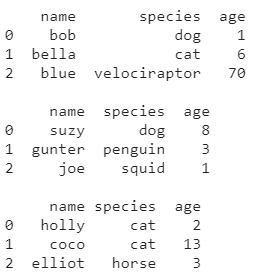 name species age
0 bob dog 1
1 bella cat 6
2 blue velociraptor 70
name species age
0 suzy dog 8
1 gunter penguin 3
2 joe squid 1
name species age
0 holly cat 2
1 coco cat 13
2 elliot horse 3